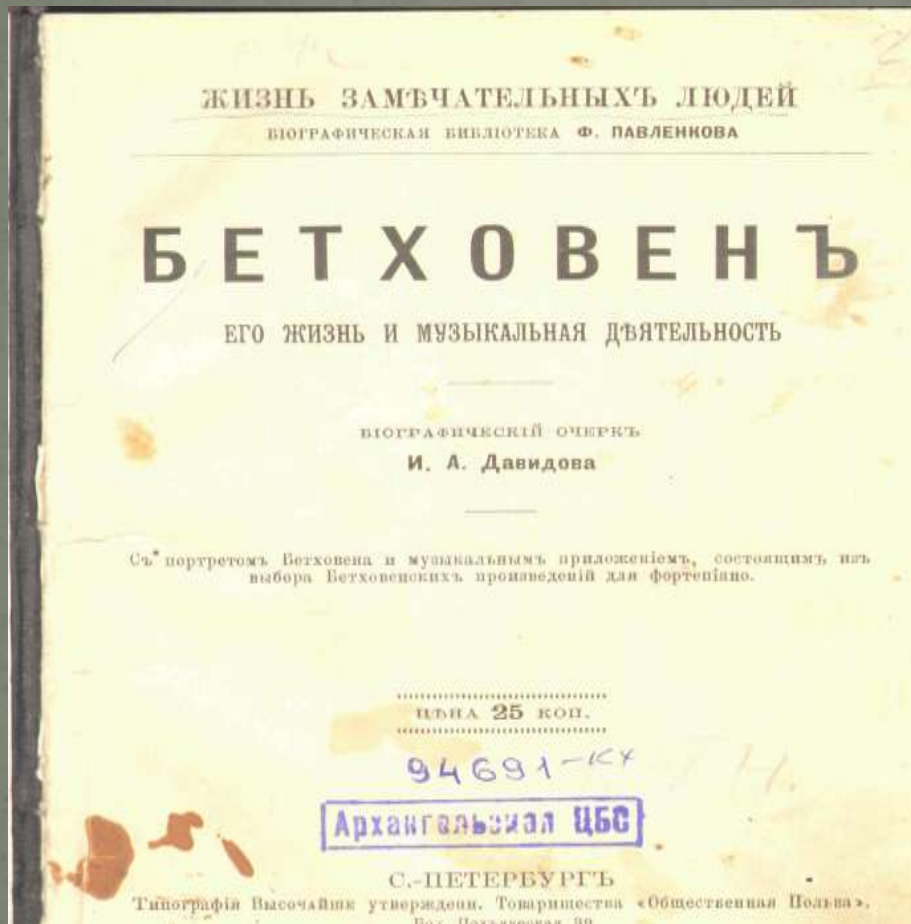 ЖИЗНЬ ЗАМѢЧАТЕЛЬНЫХЪ ЛЮДЕЙ
БІОГРАФИЧЕСКАЯ БИБЛІОТЕКА Ф. ПАВЛЕНКОВА
БЕТХОВЕНЪ
ЕГО ЖИЗНЬ И МУЗЫКАЛЬНАЯ ДѢЯТЕЛЬНОСТЬ
БІОГРАФИЧЕСКІЙ ОЧЕРКЪ
И. А. Давидова
Съ портретомъ Бетховена и музыкальнымъ приложеніемъ, состоящимъ изъ
выбора Бетховенскихъ произведеній для фортепіано.
ЦѢНА 25 КОП.
94691-кх
Архангельская ЦБС
С.-ПЕТЕРБУРГЪ
Типографія Высочайше утвержденн. Товарищества «Общественная Польза»,